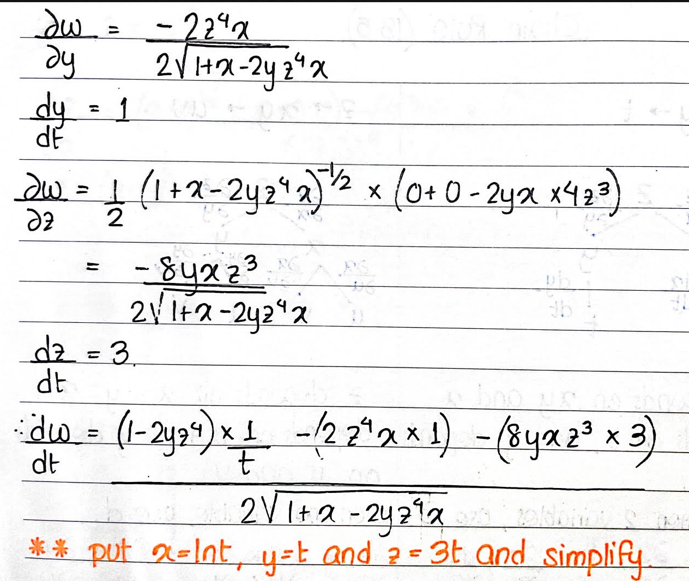 ∂w/∂y = -2z⁴x / 2√(1+x-2yz⁴x)
dy/dt = 1
∂w/∂z = 1/2 (1+x-2yz⁴x)^(-1/2) × (0+0-2yx×4z³)
= -8yxz³ / 2√(1+x-2yz⁴x)
dz/dt = 3.
∴ dw/dt = (1-2yz⁴)×1/t -(2z⁴x×1) -(8yxz³×3) / 2√(1+x-2yz⁴x)
** put x=lnt, y=t and z=3t and simplify.